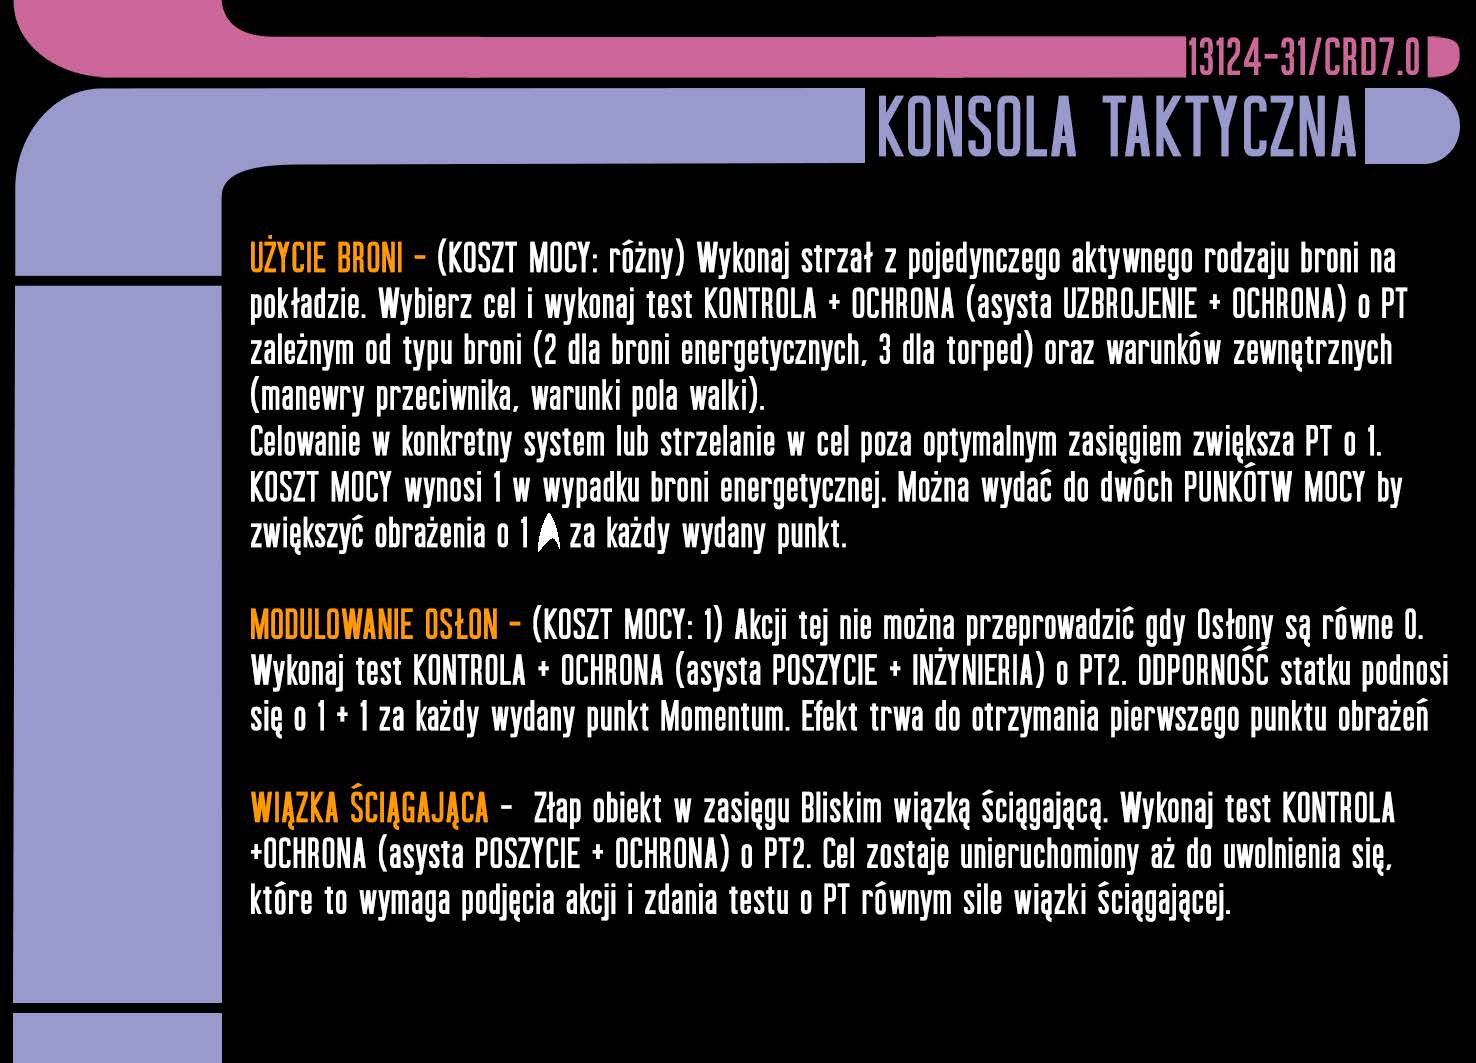 13124-31/CRD7.0
KONSOLA TAKTYCZNA
UŻYCIE BRONI - (KOSZT MOCY: różny) Wykonaj strzał z pojedynczego aktywnego rodzaju broni na
pokładzie. Wybierz cel i wykonaj test KONTROLA + OCHRONA (asysta UZBROJENIE + OCHRONA) o PT
zależnym od typu broni (2 dla broni energetycznych, 3 dla torped) oraz warunków zewnętrznych
(manewry przeciwnika, warunki pola walki).
Celowanie w konkretny system lub strzelanie w cel poza optymalnym zasięgiem zwiększa PT o 1.
KOSZT MOCY wynosi 1 w wypadku broni energetycznej. Można wydać do dwóch PUNKÓTW MOCY by
zwiększyć obrażenia o 1 za każdy wydany punkt.
MODULOWANIE OSŁON - (KOSZT MOCY: 1) Akcji tej nie można przeprowadzić gdy Osłony są równe 0.
Wykonaj test KONTROLA + OCHRONA (asysta POSZYCIE + INŻYNIERIA) o PT2. ODPORNOŚĆ statku podnosi
się o 1 + 1 za każdy wydany punkt Momentum. Efekt trwa do otrzymania pierwszego punktu obrażeń
WIĄZKA ŚCIĄGAJĄCA - Złap obiekt w zasięgu Bliskim wiązką ściągającą. Wykonaj test KONTROLA
+OCHRONA (asysta POSZYCIE + OCHRONA) o PT2. Cel zostaje unieruchomiony aż do uwolnienia się,
które to wymaga podjęcia akcji i zdania testu o PT równym sile wiązki ściągającej.